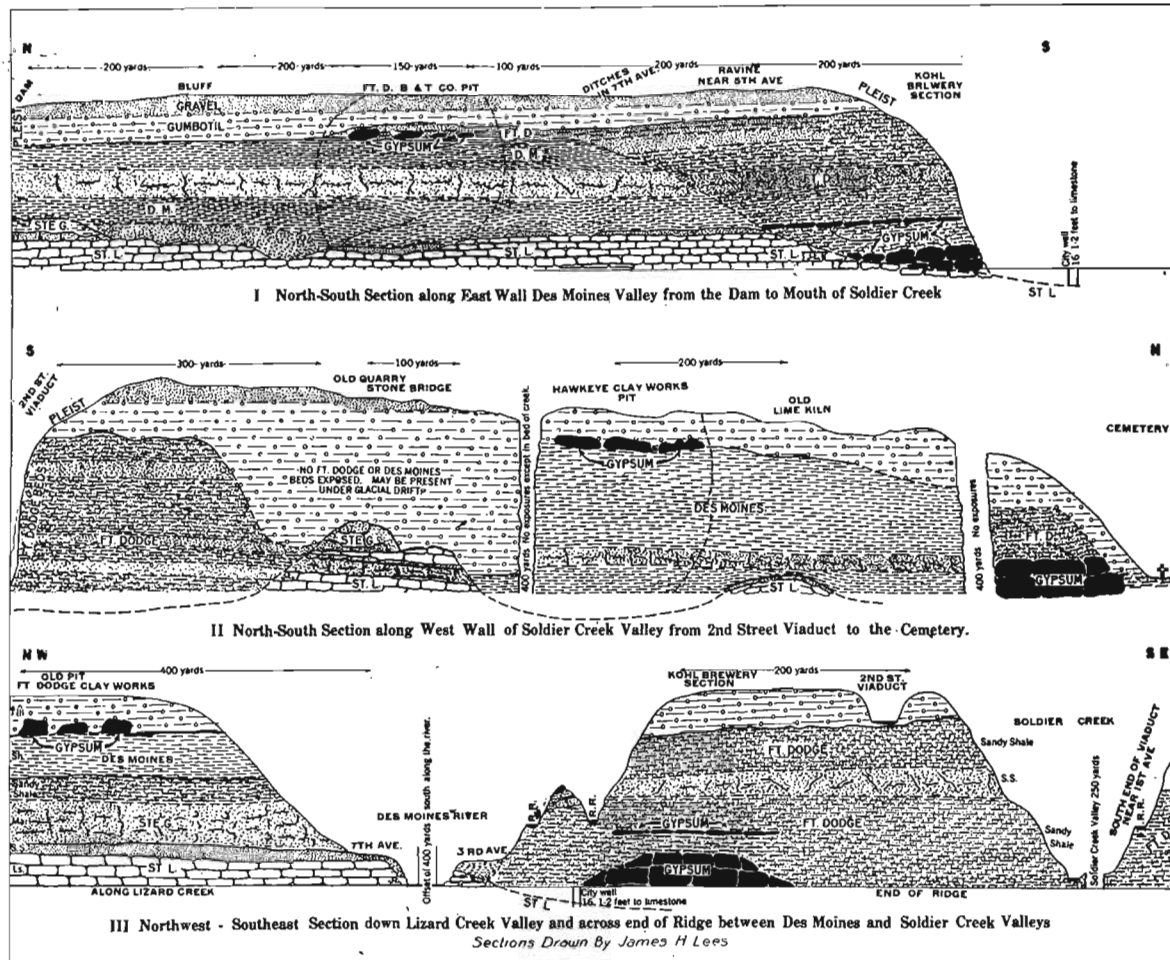 N
S
200 yards
200 yards
150 yards
100 yards
200 yards
200 yards
PLEIST DAM
BLUFF
FT. D. B & T CO. PIT
DITCHES
IN 7TH AVE.
RAVINE
NEAR 5TH AVE
PLEIST
KOHL
BREWERY
SECTION
GRAVEL
GUMBOTIL
GYPSUM
FT. D.
D. M.
D. M.
STE G.
ST. L.
ST. L.
ST. L.
GYPSUM
City well
16 1-2 feet to limestone
ST L
I North-South Section along East Wall Des Moines Valley from the Dam to Mouth of Soldier Creek
S
N
300 yards
100 yards
200 yards
2ND ST.
VIADUCT
PLEIST
OLD QUARRY
STONE BRIDGE
HAWKEYE CLAY WORKS
PIT
OLD
LIME KILN
CEMETERY
GYPSUM
NO FT. DODGE OR DES MOINES
BEDS EXPOSED. MAY BE PRESENT
UNDER GLACIAL DRIFT
400 yards No exposures except in bed of creek.
DES MOINES
400 yards No exposures
FT. DODGE BEDS
FT. DODGE
STE G.
ST. L.
ST L
FT. D.
GYPSUM
II North-South Section along West Wall of Soldier Creek Valley from 2nd Street Viaduct to the Cemetery.
N W
S E
400 yards
200 yards
OLD PIT
FT DODGE CLAY WORKS
KOHL BREWERY
SECTION
2ND ST.
VIADUCT
Till
GYPSUM
DES MOINES
Sh.
Sandy
Shale
STE G.
Ls.
ST L.
7TH AVE.
ALONG LIZARD CREEK
Offset of 400 yards south along the river.
DES MOINES RIVER
3 RD AVE
R.R.
R.R.
FT. DODGE
GYPSUM
FT. DODGE
GYPSUM
ST L
City well
16 1-2 feet to limestone
END OF RIDGE
SOLDIER CREEK
Sandy Shale
S.S.
Sandy
Shale
Soldier Creek Valley 250 yards
SOUTH END OF VIADUCT
NEAR 1ST AVE
R.R.
III Northwest - Southeast Section down Lizard Creek Valley and across end of Ridge between Des Moines and Soldier Creek Valleys
Sections Drawn By James H Lees